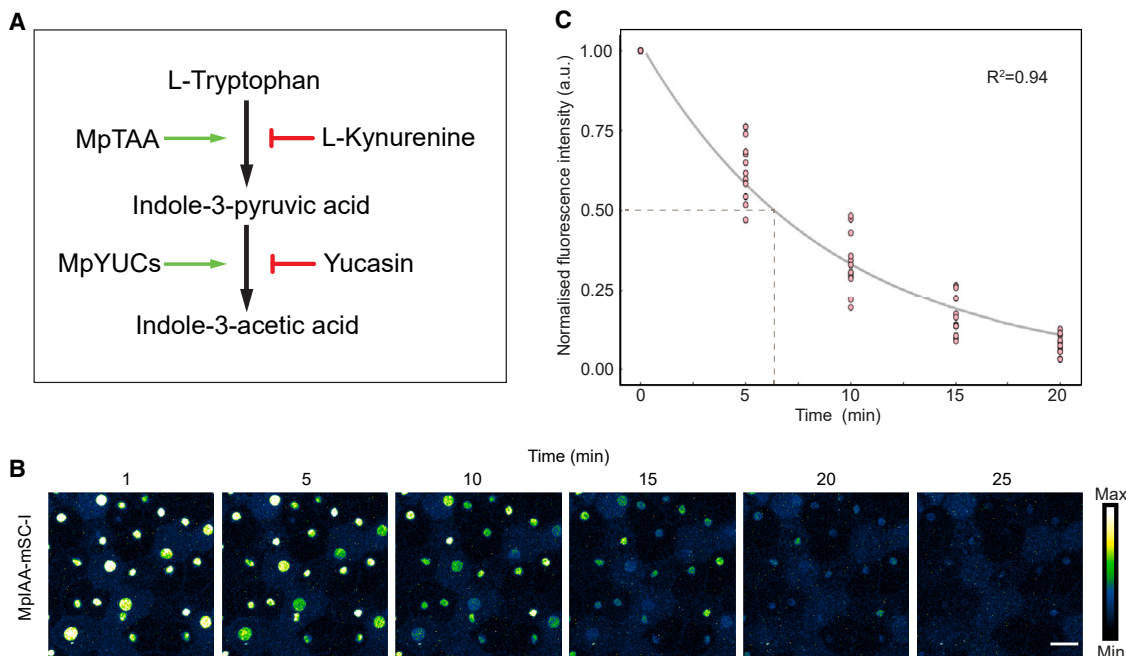 A
L-Tryptophan
MpTAA
L-Kynurenine
Indole-3-pyruvic acid
MpYUCs
Yucasin
Indole-3-acetic acid
C
R²=0.94
Normalised fluorescence intensity (a.u.)
1.00
0.75
0.50
0.25
0.00
0 5 10 15 20
Time (min)
B
Time (min)
1 5 10 15 20 25
MpIAA-mSC-I
Max
Min